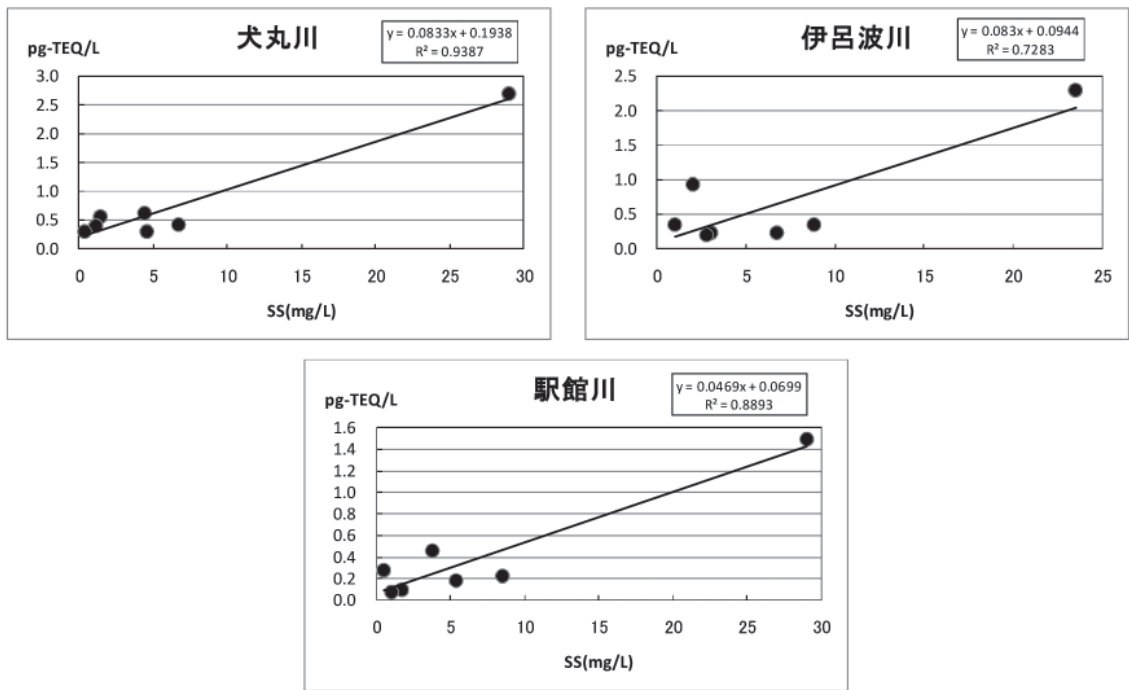 犬丸川
y = 0.0833x + 0.1938
R² = 0.9387
pg-TEQ/L
3.0
2.5
2.0
1.5
1.0
0.5
0.0
0 5 10 15 20 25 30
SS(mg/L)
伊呂波川
y = 0.083x + 0.0944
R² = 0.7283
pg-TEQ/L
2.5
2.0
1.5
1.0
0.5
0.0
0 5 10 15 20 25
SS(mg/L)
駅館川
y = 0.0469x + 0.0699
R² = 0.8893
pg-TEQ/L
1.6
1.4
1.2
1.0
0.8
0.6
0.4
0.2
0.0
0 5 10 15 20 25 30
SS(mg/L)